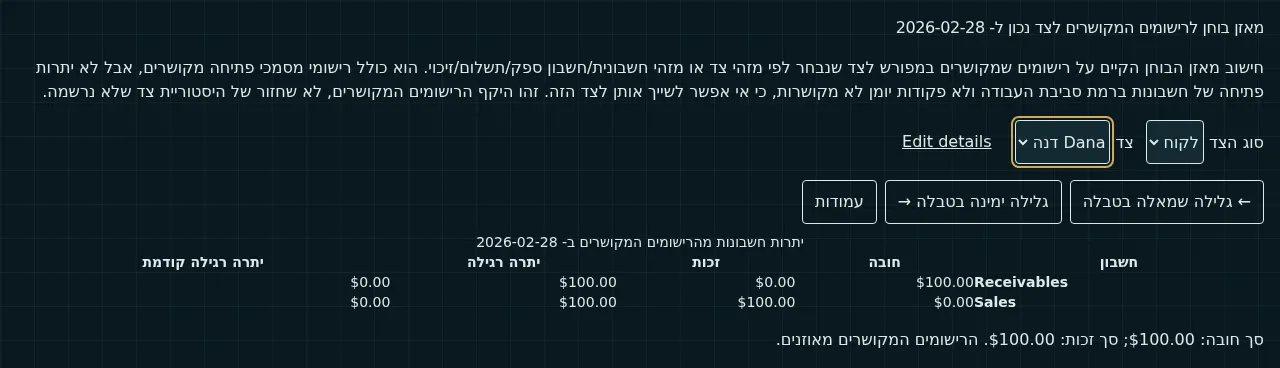 מאזן בוחן לרישומים המקושרים לצד נכון ל- 2026-02-28
חישוב מאזן הבוחן הקיים על רישומים שמקושרים במפורש לצד שנבחר לפי מזהי צד או מזהי חשבונית/חשבון ספק/תשלום/זיכוי. הוא כולל רישומי מסמכי פתיחה מקושרים, אבל לא יתרות
פתיחה של חשבונות ברמת סביבת העבודה ולא פקודות יומן לא מקושרות, כי אי אפשר לשייך אותן לצד הזה. זהו היקף הרישומים המקושרים, לא שחזור של היסטוריית צד שלא נרשמה.
סוג הצד לקוח צד Dana דנה Edit details
← גלילה שמאלה בטבלה גלילה ימינה בטבלה → עמודות
יתרות חשבונות מהרישומים המקושרים ב- 2026-02-28
חשבון חובה זכות יתרה רגילה יתרה רגילה קודמת
Receivables $100.00 $0.00 $100.00 $0.00
Sales $0.00 $100.00 $100.00 $0.00
סך חובה: $100.00; סך זכות: $100.00. הרישומים המקושרים מאוזנים.